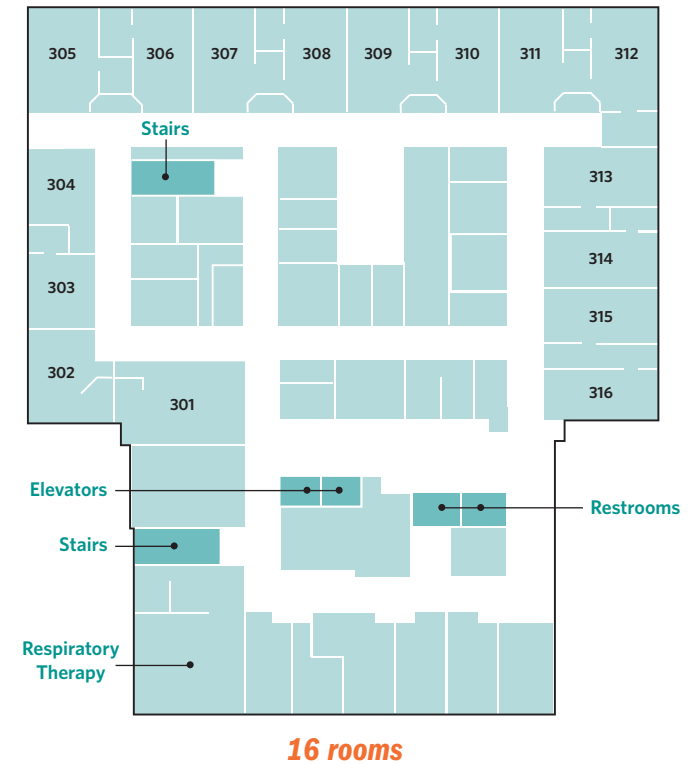 305 306 307 308 309 310 311 312
Stairs
304
313
303
314
315
302
316
301
Elevators
Restrooms
Stairs
Respiratory
Therapy
16 rooms